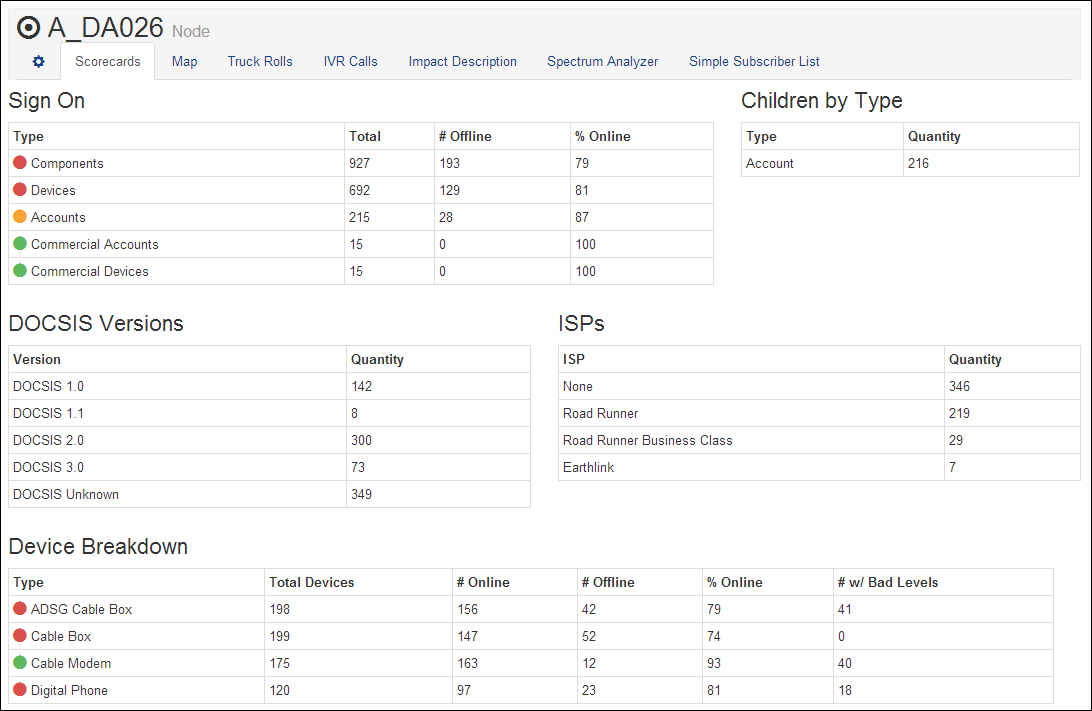 A_DA026 Node
Scorecards Map Truck Rolls IVR Calls Impact Description Spectrum Analyzer Simple Subscriber List
Sign On
Type Total # Offline % Online
Components 927 193 79
Devices 692 129 81
Accounts 215 28 87
Commercial Accounts 15 0 100
Commercial Devices 15 0 100
Children by Type
Type Quantity
Account 216
DOCSIS Versions
Version Quantity
DOCSIS 1.0 142
DOCSIS 1.1 8
DOCSIS 2.0 300
DOCSIS 3.0 73
DOCSIS Unknown 349
ISPs
ISP Quantity
None 346
Road Runner 219
Road Runner Business Class 29
Earthlink 7
Device Breakdown
Type Total Devices # Online # Offline % Online # w/ Bad Levels
ADSG Cable Box 198 156 42 79 41
Cable Box 199 147 52 74 0
Cable Modem 175 163 12 93 40
Digital Phone 120 97 23 81 18